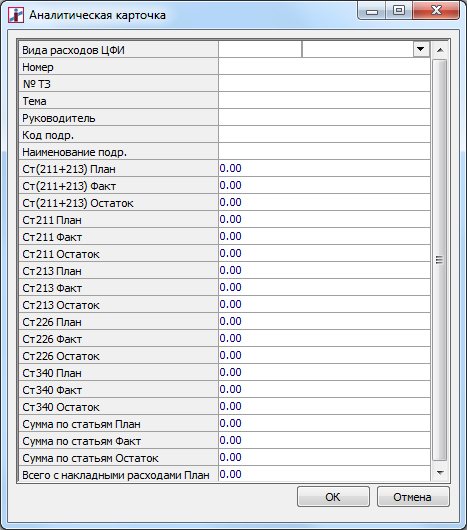 Аналитическая карточка
Вида расходов ЦФИ
Номер
№ ТЗ
Тема
Руководитель
Код подр.
Наименование подр.
Ст(211+213) План 0.00
Ст(211+213) Факт 0.00
Ст(211+213) Остаток 0.00
Ст211 План 0.00
Ст211 Факт 0.00
Ст211 Остаток 0.00
Ст213 План 0.00
Ст213 Факт 0.00
Ст213 Остаток 0.00
Ст226 План 0.00
Ст226 Факт 0.00
Ст226 Остаток 0.00
Ст340 План 0.00
Ст340 Факт 0.00
Ст340 Остаток 0.00
Сумма по статьям План 0.00
Сумма по статьям Факт 0.00
Сумма по статьям Остаток 0.00
Всего с накладными расходами План 0.00
ОК Отмена